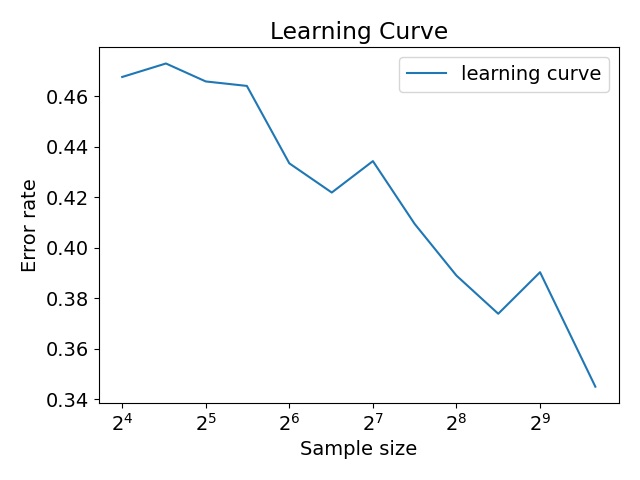 Learning Curve
learning curve
Error rate
0.46
0.44
0.42
0.40
0.38
0.36
0.34
2⁴ 2⁵ 2⁶ 2⁷ 2⁸ 2⁹
Sample size